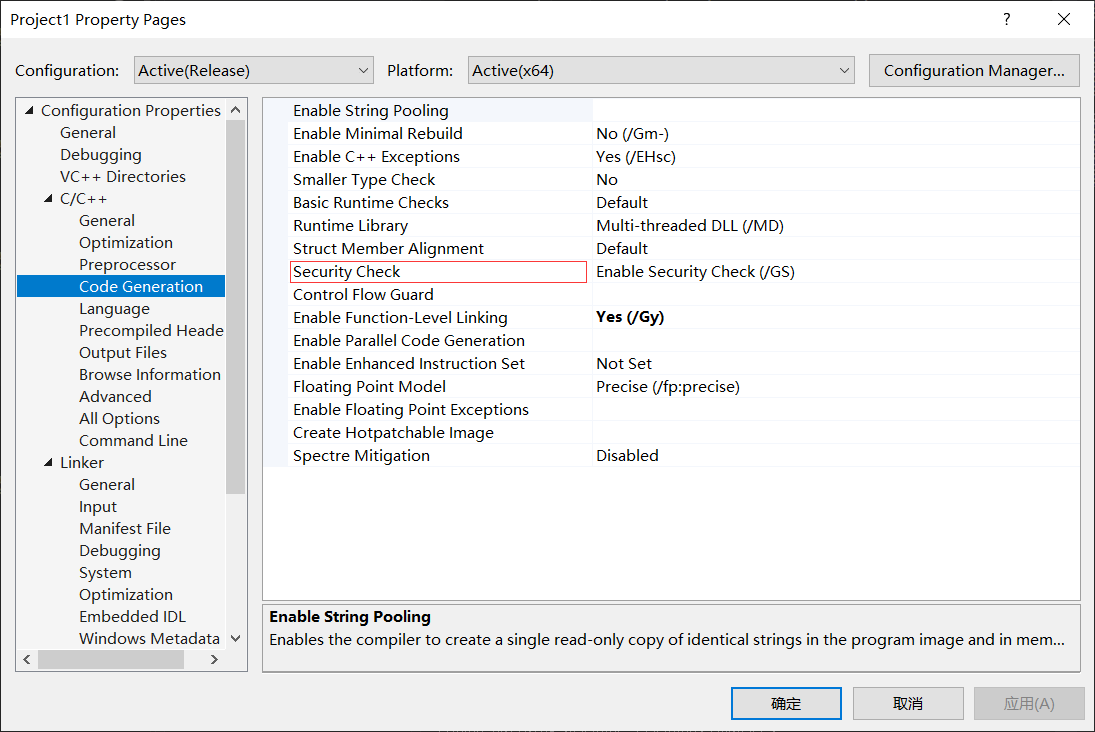 Project1 Property Pages
?
Configuration: Active(Release) Platform: Active(x64) Configuration Manager...
Configuration Properties
General
Debugging
VC++ Directories
C/C++
General
Optimization
Preprocessor
Code Generation
Language
Precompiled Heade
Output Files
Browse Information
Advanced
All Options
Command Line
Linker
General
Input
Manifest File
Debugging
System
Optimization
Embedded IDL
Windows Metadata
Enable String Pooling
Enable Minimal Rebuild No (/Gm-)
Enable C++ Exceptions Yes (/EHsc)
Smaller Type Check No
Basic Runtime Checks Default
Runtime Library Multi-threaded DLL (/MD)
Struct Member Alignment Default
Security Check Enable Security Check (/GS)
Control Flow Guard
Enable Function-Level Linking Yes (/Gy)
Enable Parallel Code Generation
Enable Enhanced Instruction Set Not Set
Floating Point Model Precise (/fp:precise)
Enable Floating Point Exceptions
Create Hotpatchable Image
Spectre Mitigation Disabled
Enable String Pooling
Enables the compiler to create a single read-only copy of identical strings in the program image and in mem...
确定 取消 应用(A)